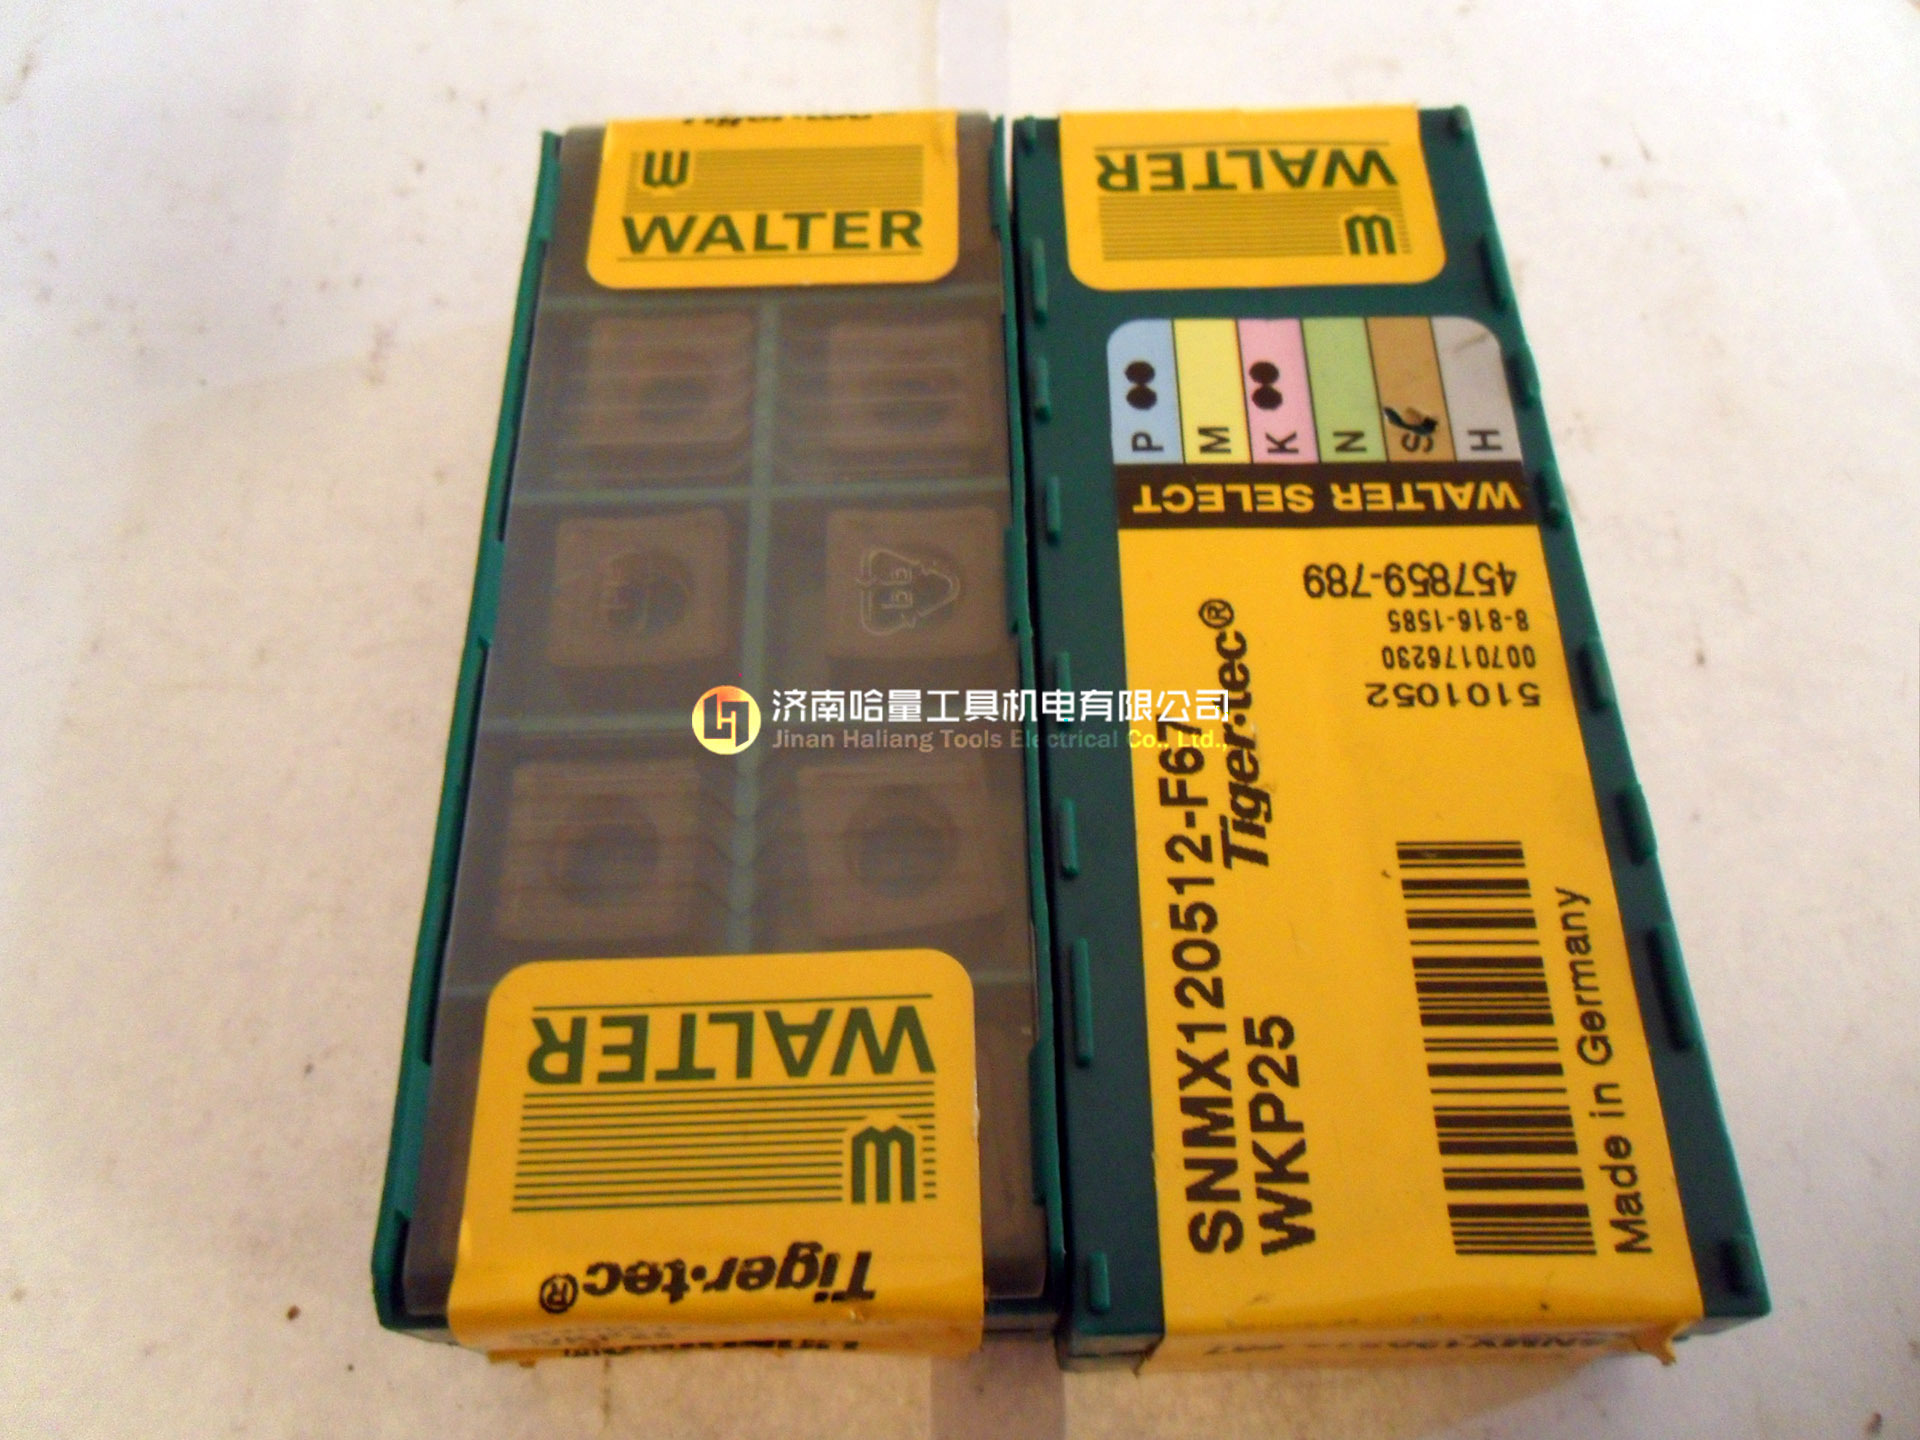 WALTER
WALTER
Tiger·tec®
WALTER
P
M
K
N
S
H
WALTER SELECT
457859-789
8-816-1585
0070176230
5101052
SNMX120512-F67
WKP25
Tiger·tec®
Made in Germany
济南哈量工具机电有限公司
Jinan Haliang Tools Electrical Co., Ltd.,